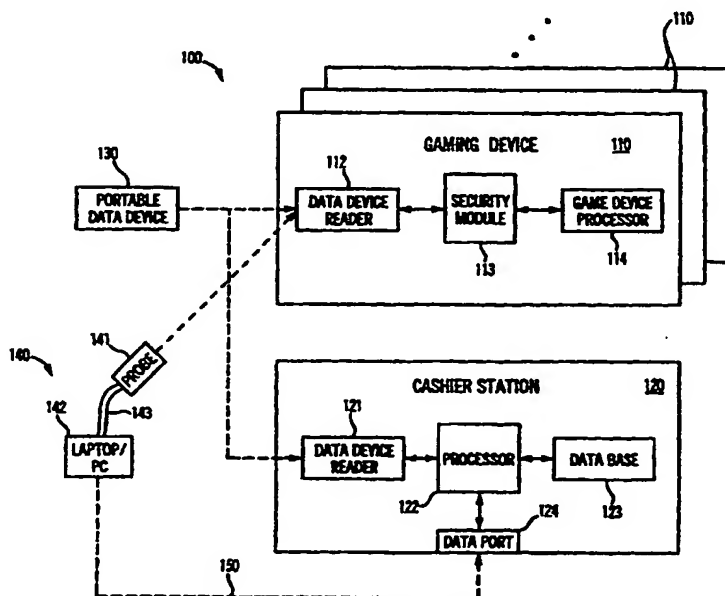 110
100
GAMING DEVICE 110
130
PORTABLE
DATA DEVICE
112
DATA DEVICE
READER
SECURITY
MODULE
113
GAME DEVICE
PROCESSOR
114
141
PROBE
140
142
143
LAPTOP/
PC
CASHIER STATION 120
121
DATA DEVICE
READER
PROCESSOR
122
DATA BASE
123
124
DATA PORT
150